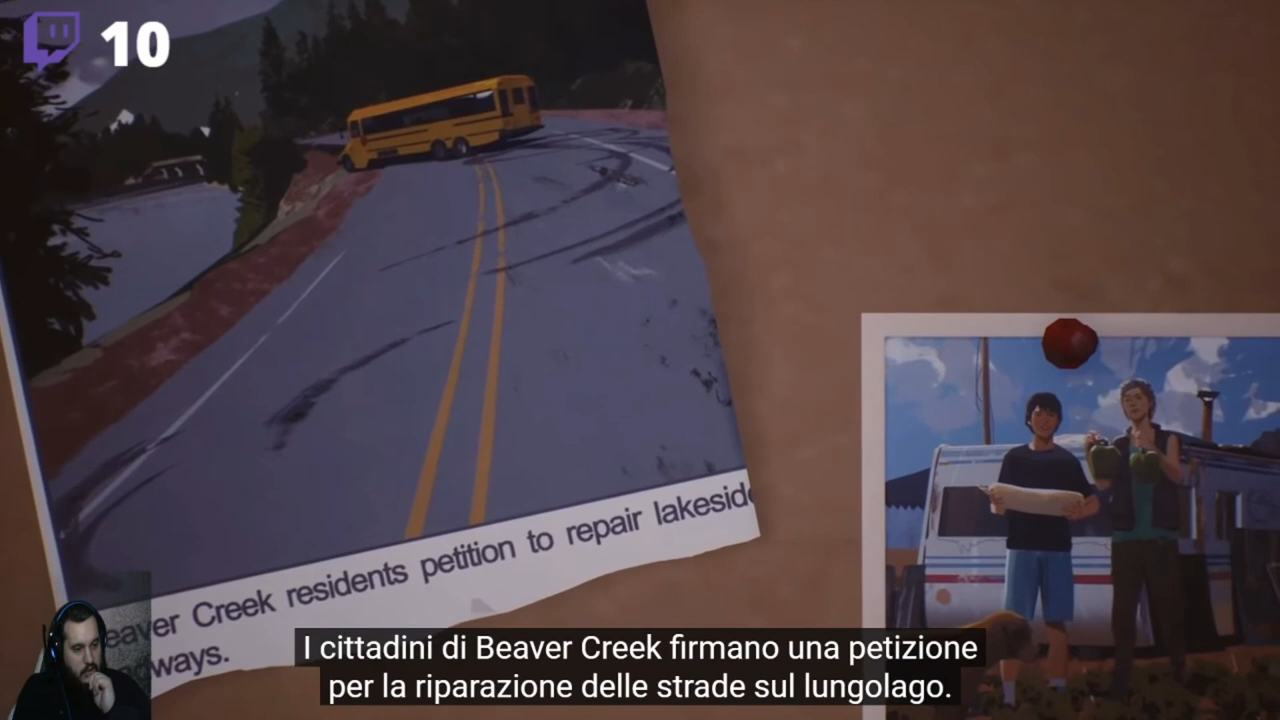 10
eaver Creek residents petition to repair lakeside
ways.
I cittadini di Beaver Creek firmano una petizione
per la riparazione delle strade sul lungolago.